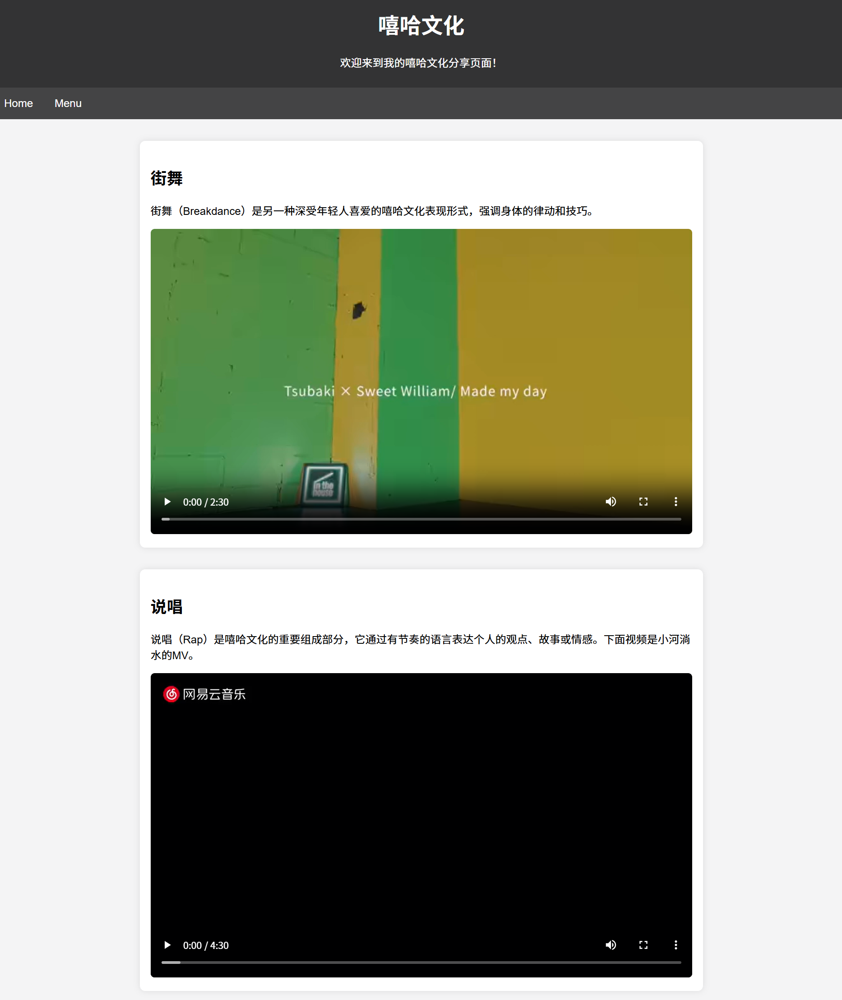 嘻哈文化
欢迎来到我的嘻哈文化分享页面！
Home Menu
街舞
街舞（Breakdance）是另一种深受年轻人喜爱的嘻哈文化表现形式，强调身体的律动和技巧。
Tsubaki × Sweet William/ Made my day
in the
house
0:00 / 2:30
说唱
说唱（Rap）是嘻哈文化的重要组成部分，它通过有节奏的语言表达个人的观点、故事或情感。下面视频是小河淌
水的MV。
网易云音乐
0:00 / 4:30